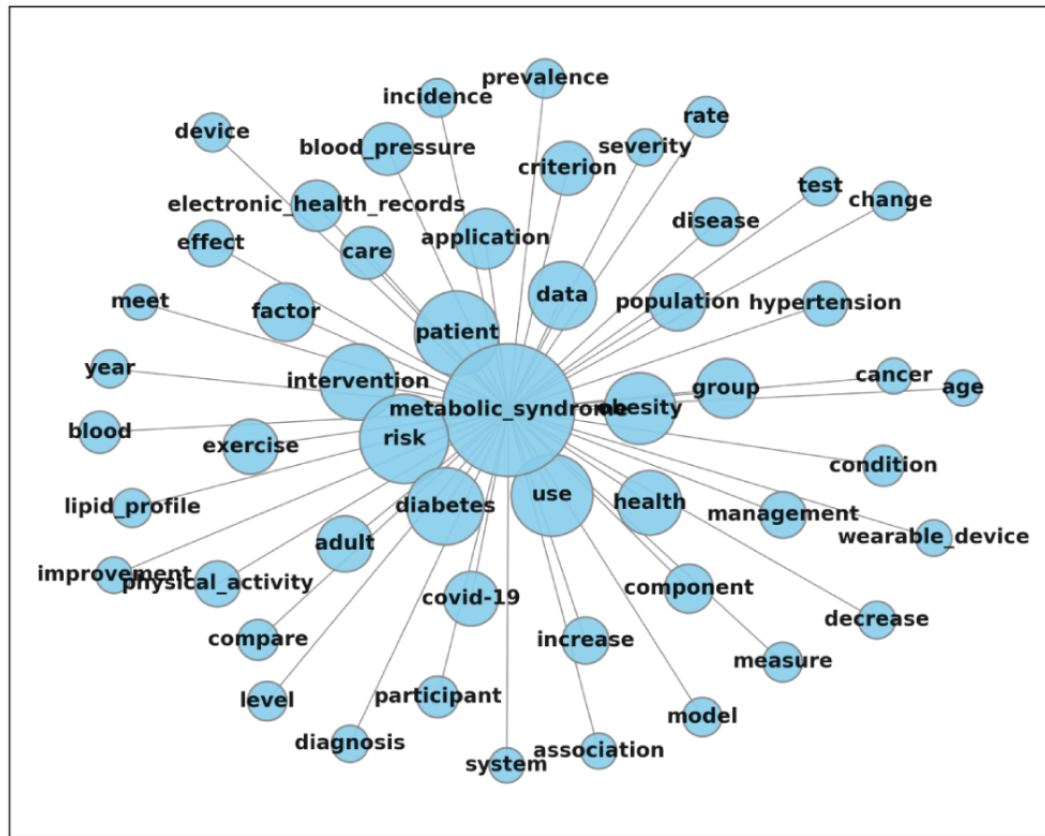 prevalence
incidence
rate
device
severity
blood_pressure
criterion
test
change
electronic_health_records
disease
application
effect
care
data
population
hypertension
meet
factor
patient
year
cancer
intervention
group
age
metabolic_syndrome
obesity
blood
exercise
risk
condition
lipid_profile
diabetes
use
health
management
wearable_device
adult
improvement
physical_activity
component
covid-19
decrease
compare
increase
measure
level
participant
model
diagnosis
association
system